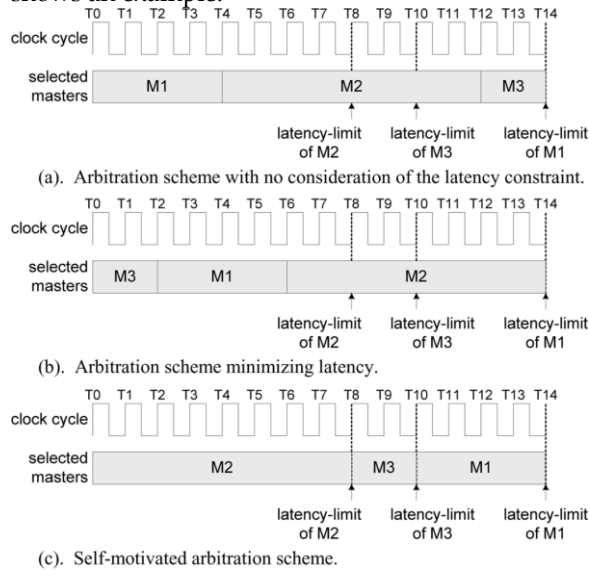 shows an example.
T0 T1 T2 T3 T4 T5 T6 T7 T8 T9 T10 T11 T12 T13 T14
clock cycle
selected masters
M1 M2 M3
latency-limit of M2 latency-limit of M3 latency-limit of M1
(a). Arbitration scheme with no consideration of the latency constraint.
T0 T1 T2 T3 T4 T5 T6 T7 T8 T9 T10 T11 T12 T13 T14
clock cycle
selected masters
M3 M1 M2
latency-limit of M2 latency-limit of M3 latency-limit of M1
(b). Arbitration scheme minimizing latency.
T0 T1 T2 T3 T4 T5 T6 T7 T8 T9 T10 T11 T12 T13 T14
clock cycle
selected masters
M2 M3 M1
latency-limit of M2 latency-limit of M3 latency-limit of M1
(c). Self-motivated arbitration scheme.